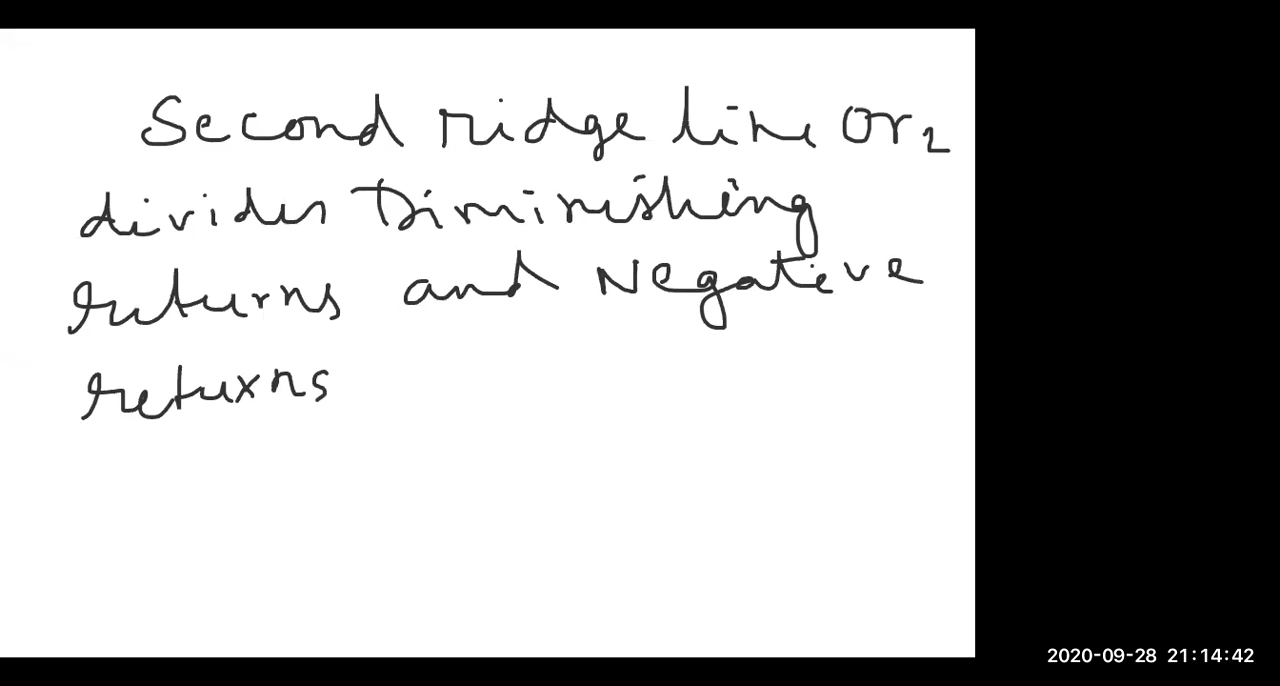 Second ridge line Or₂
divides Diminishing
returns and Negative
returns
2020-09-28 21:14:42